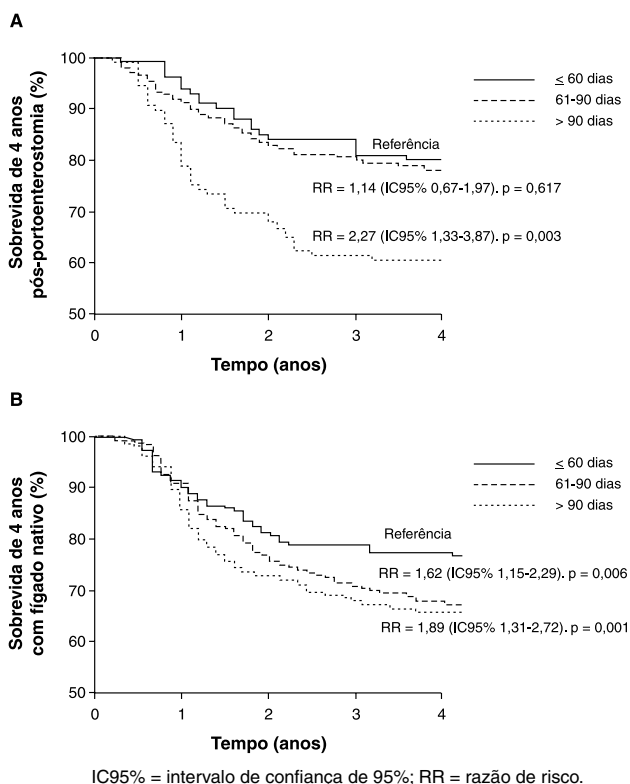 A
Sobrevida de 4 anos
pós-portoenterostomia (%)
100
90
80
70
60
50
0 1 2 3 4
Tempo (anos)
≤ 60 dias
61-90 dias
> 90 dias
Referência
RR = 1,14 (IC95% 0,67-1,97). p = 0,617
RR = 2,27 (IC95% 1,33-3,87). p = 0,003
B
Sobrevida de 4 anos
com fígado nativo (%)
100
90
80
70
60
50
0 1 2 3 4
Tempo (anos)
≤ 60 dias
61-90 dias
> 90 dias
Referência
RR = 1,62 (IC95% 1,15-2,29). p = 0,006
RR = 1,89 (IC95% 1,31-2,72). p = 0,001
IC95% = intervalo de confiança de 95%; RR = razão de risco.